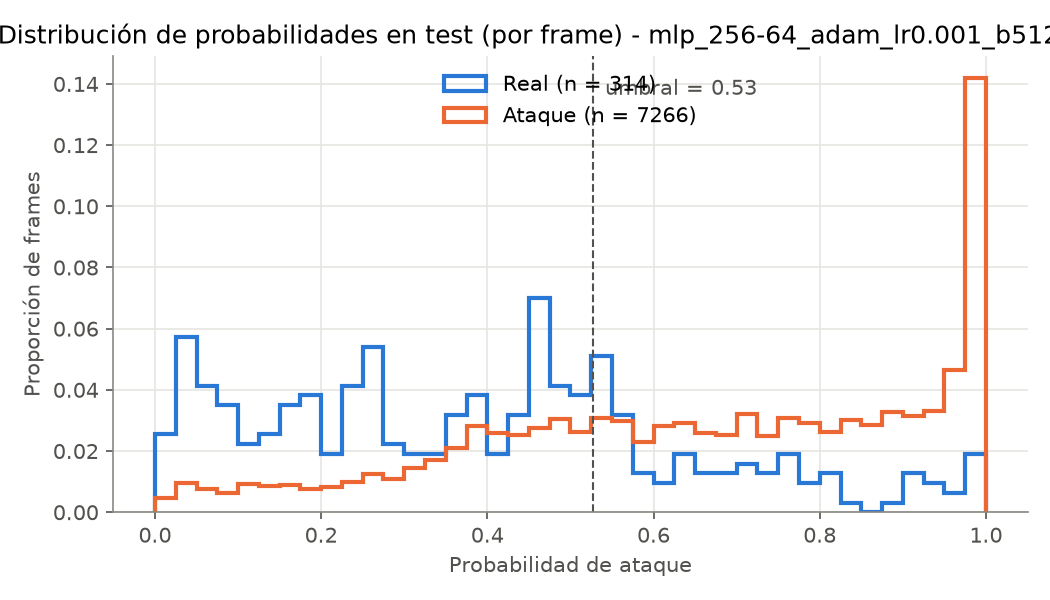 Distribución de probabilidades en test (por frame) - mlp_256-64_adam_lr0.001_b512
Real (n = 314)
umbral = 0.53
Ataque (n = 7266)
0.14
0.12
0.10
0.08
0.06
0.04
0.02
0.00
Proporción de frames
0.0 0.2 0.4 0.6 0.8 1.0
Probabilidad de ataque